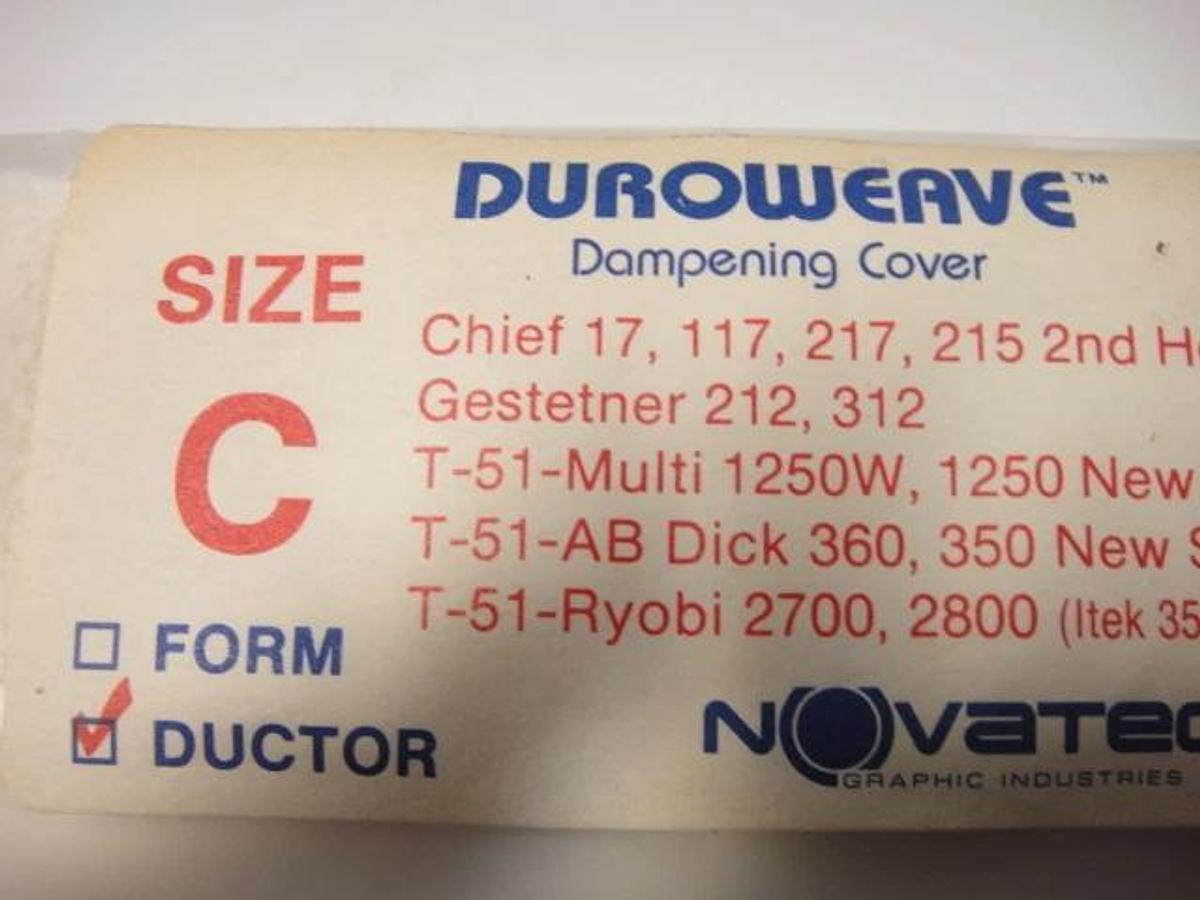 DUROWEAVE™
Dampening Cover
SIZE
C
Chief 17, 117, 217, 215 2nd
Gestetner 212, 312
T-51-Multi 1250W, 1250 New
T-51-AB Dick 360, 350 New
T-51-Ryobi 2700, 2800 (Itek
FORM
DUCTOR
GRAPHIC INDUSTRIES